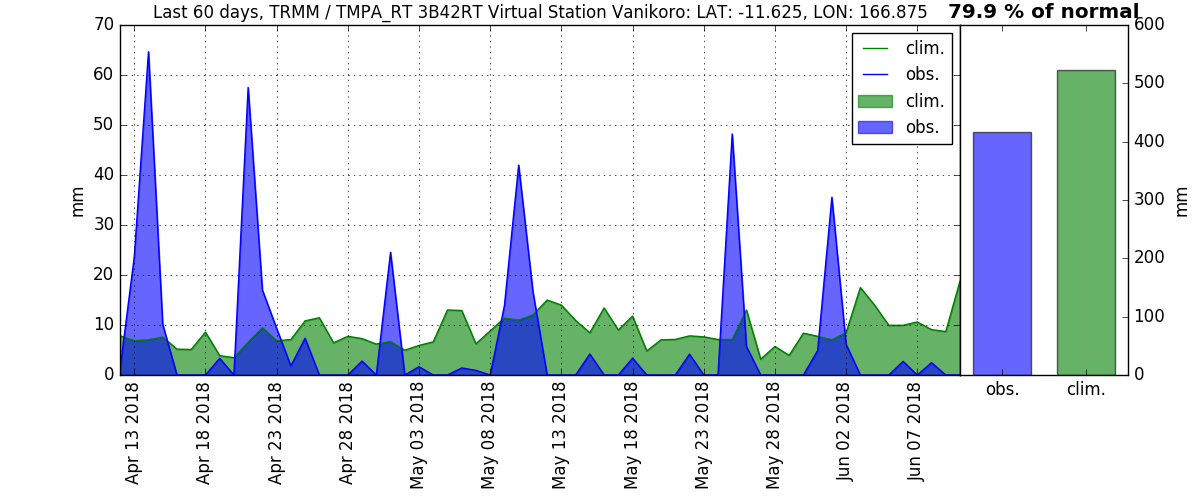 Last 60 days, TRMM / TMPA_RT 3B42RT Virtual Station Vanikoro: LAT: -11.625, LON: 166.875
79.9 % of normal
70
60
50
40
30
20
10
0
mm
clim.
obs.
clim.
obs.
Apr 13 2018
Apr 18 2018
Apr 23 2018
Apr 28 2018
May 03 2018
May 08 2018
May 13 2018
May 18 2018
May 23 2018
May 28 2018
Jun 02 2018
Jun 07 2018
600
500
400
300
200
100
0
mm
obs.
clim.